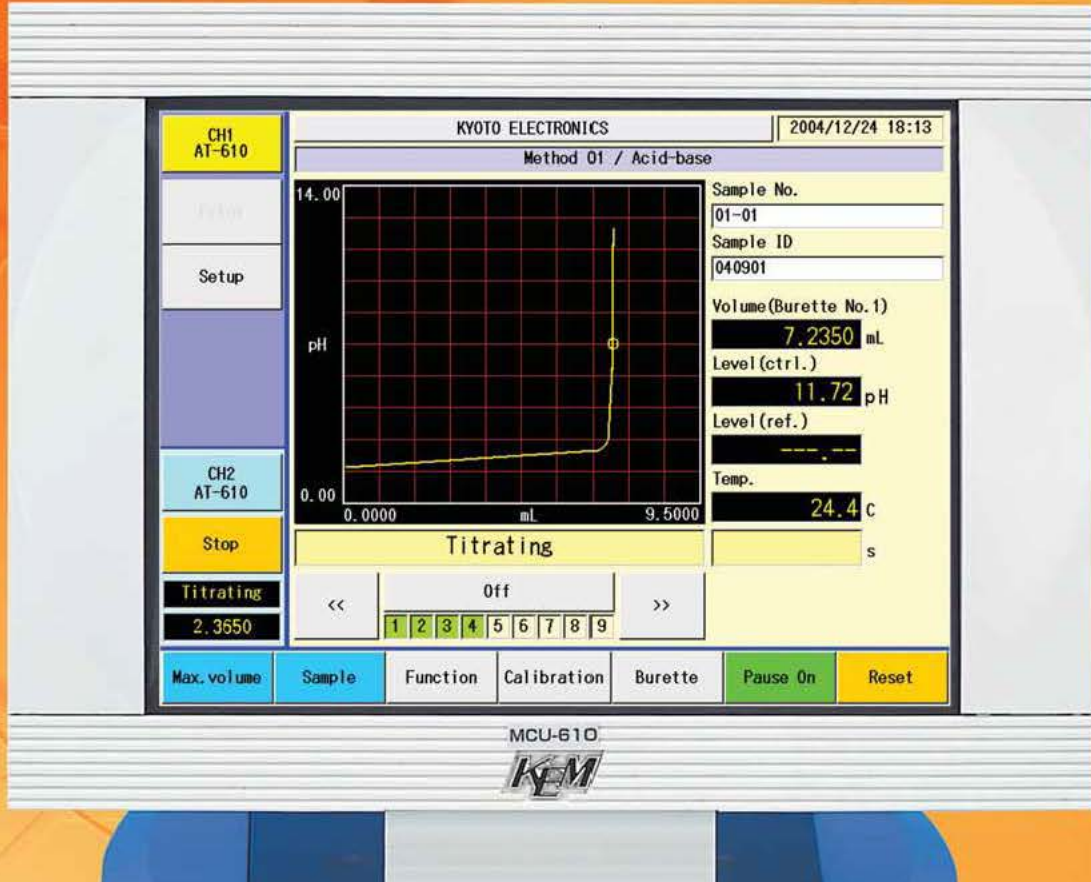 CH1
AT-610
KYOTO ELECTRONICS
2004/12/24 18:13
Method 01 / Acid-base
Setup
CH2
AT-610
Stop
Titrating
2.3650
14.00
pH
0.00
0.0000 mL 9.5000
Titrating
<< Off >>
1 2 3 4 5 6 7 8 9
Sample No.
01-01
Sample ID
040901
Volume(Burette No.1)
7.2350 mL
Level(ctrl.)
11.72 pH
Level(ref.)
---.--
Temp.
24.4 C
s
Max.volume Sample Function Calibration Burette Pause On Reset
MCU-610
KEM